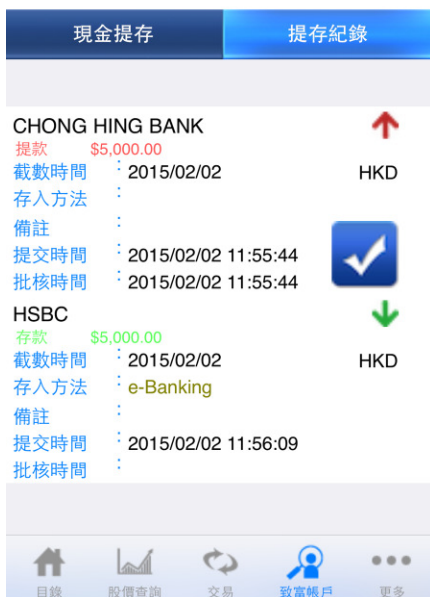 現金提存 提存紀錄
CHONG HING BANK
提款 $5,000.00
截數時間 : 2015/02/02 HKD
存入方法 :
備註 :
提交時間 : 2015/02/02 11:55:44
批核時間 : 2015/02/02 11:55:44
HSBC
存款 $5,000.00
截數時間 : 2015/02/02 HKD
存入方法 : e-Banking
備註 :
提交時間 : 2015/02/02 11:56:09
批核時間 :
目錄 股價查詢 交易 致富帳戶 更多